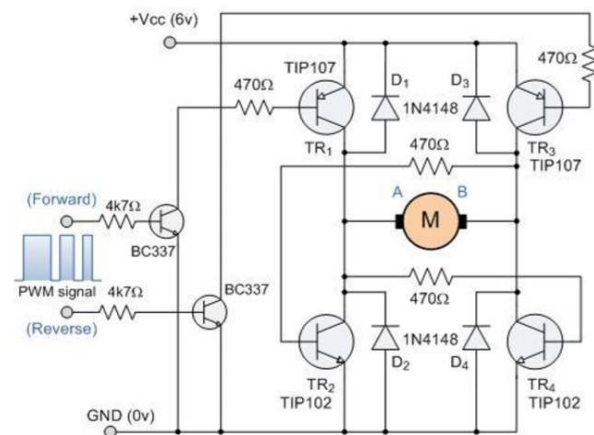 +Vcc (6v)
TIP107
470Ω
470Ω
D1
D3
1N4148
TR1
470Ω
TR3
TIP107
(Forward)
4k7Ω
A
B
M
BC337
PWM signal
4k7Ω
BC337
(Reverse)
470Ω
1N4148
D2
D4
TR2
TIP102
TR4
TIP102
GND (0v)